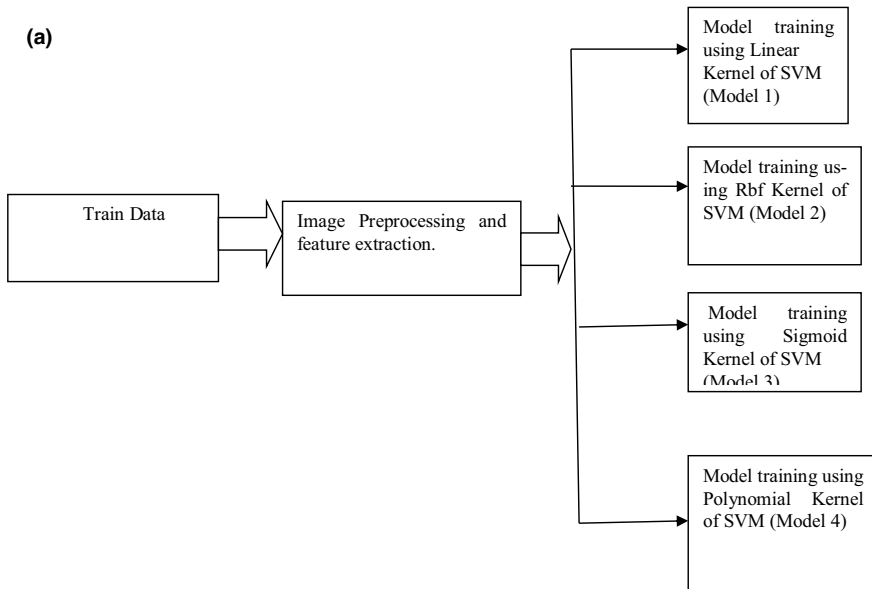 (a)
Train Data
Image Preprocessing and
feature extraction.
Model training
using Linear
Kernel of SVM
(Model 1)
Model training us-
ing Rbf Kernel of
SVM (Model 2)
Model training
using Sigmoid
Kernel of SVM
(Model 3)
Model training using
Polynomial Kernel
of SVM (Model 4)